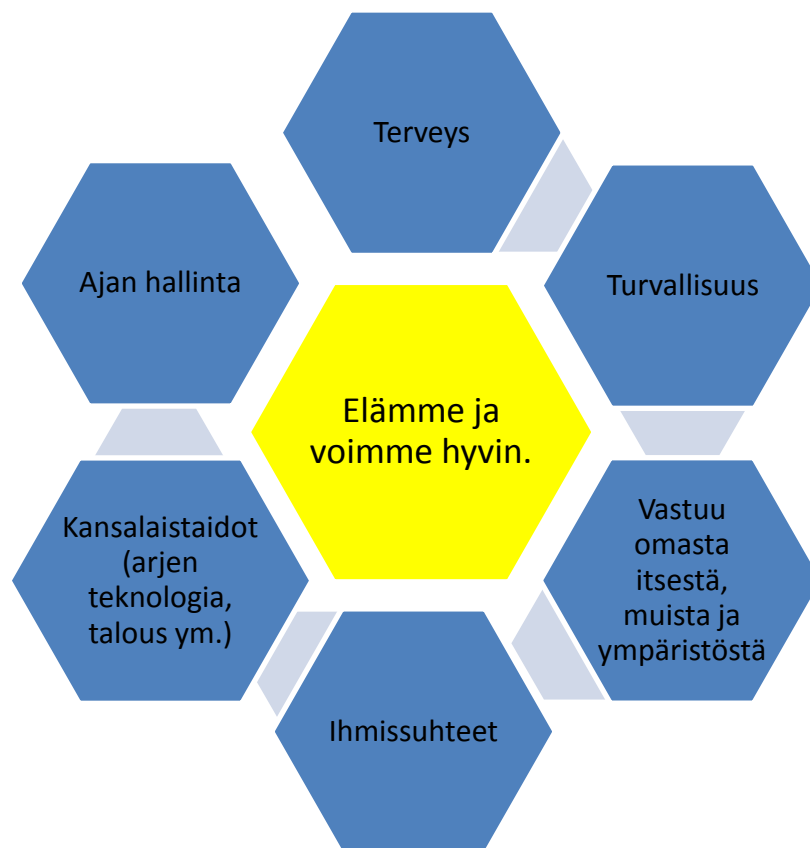 Terveys
Turvallisuus
Vastuu
omasta
itsestä,
muista ja
ympäristöstä
Ihmissuhteet
Kansalaistaidot
(arjen
teknologia,
talous ym.)
Ajan hallinta
Elämme ja
voimme hyvin.